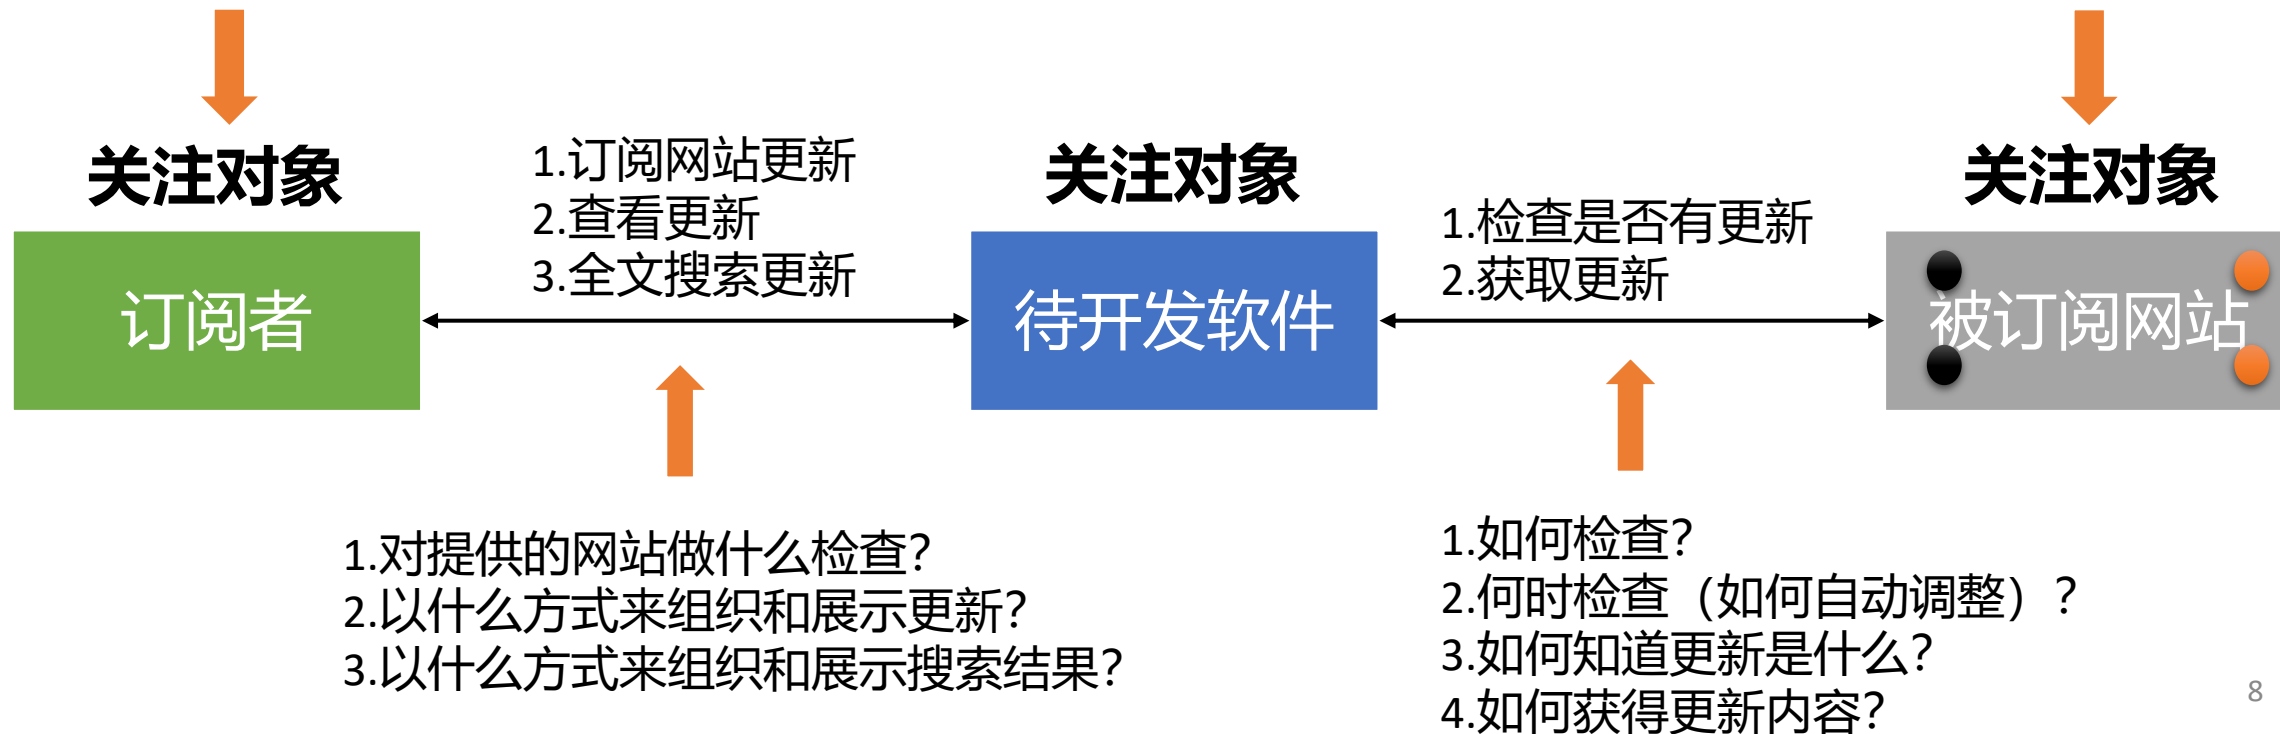 关注对象
订阅者
1.订阅网站更新
2.查看更新
3.全文搜索更新
关注对象
待开发软件
1.检查是否有更新
2.获取更新
关注对象
被订阅网站
1.对提供的网站做什么检查?
2.以什么方式来组织和展示更新?
3.以什么方式来组织和展示搜索结果?
1.如何检查?
2.何时检查（如何自动调整）?
3.如何知道更新是什么?
4.如何获得更新内容?
8